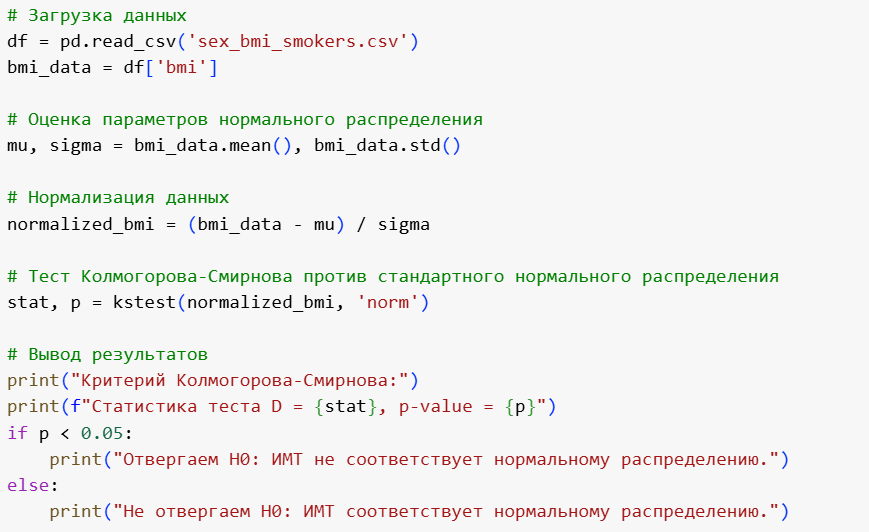 # Загрузка данных
df = pd.read_csv('sex_bmi_smokers.csv')
bmi_data = df['bmi']
# Оценка параметров нормального распределения
mu, sigma = bmi_data.mean(), bmi_data.std()
# Нормализация данных
normalized_bmi = (bmi_data - mu) / sigma
# Тест Колмогорова-Смирнова против стандартного нормального распределения
stat, p = kstest(normalized_bmi, 'norm')
# Вывод результатов
print("Критерий Колмогорова-Смирнова:")
print(f"Статистика теста D = {stat}, p-value = {p}")
if p < 0.05:
    print("Отвергаем H0: ИМТ не соответствует нормальному распределению.")
else:
    print("Не отвергаем H0: ИМТ соответствует нормальному распределению.")